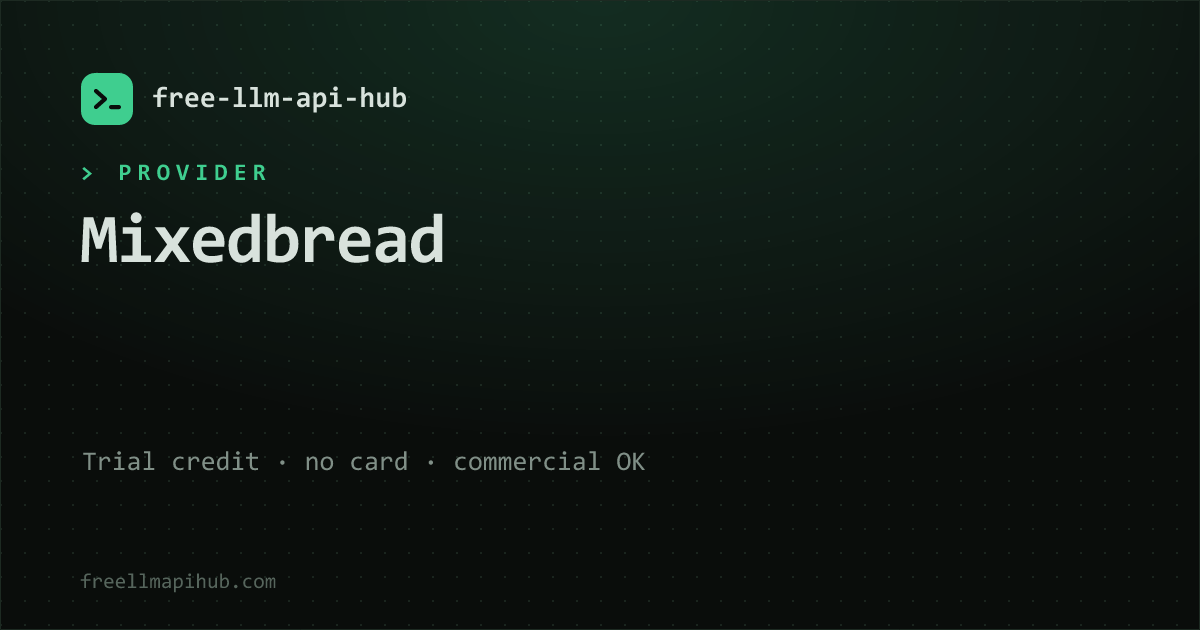 free-llm-api-hub
> PROVIDER
Mixedbread
Trial credit · no card · commercial OK
freellmapihub.com